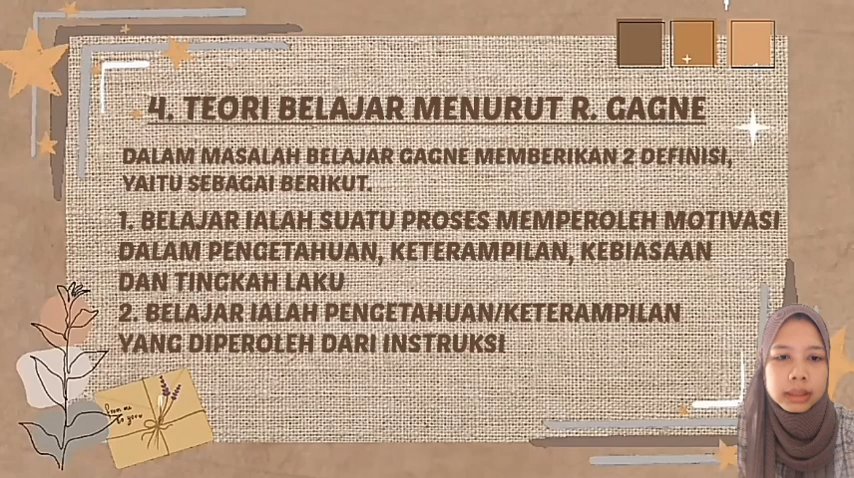 4. TEORI BELAJAR MENURUT R. GAGNE
DALAM MASALAH BELAJAR GAGNE MEMBERIKAN 2 DEFINISI,
YAITU SEBAGAI BERIKUT.
1. BELAJAR IALAH SUATU PROSES MEMPEROLEH MOTIVASI
DALAM PENGETAHUAN, KETERAMPILAN, KEBIASAAN
DAN TINGKAH LAKU
2. BELAJAR IALAH PENGETAHUAN/KETERAMPILAN
YANG DIPEROLEH DARI INSTRUKSI